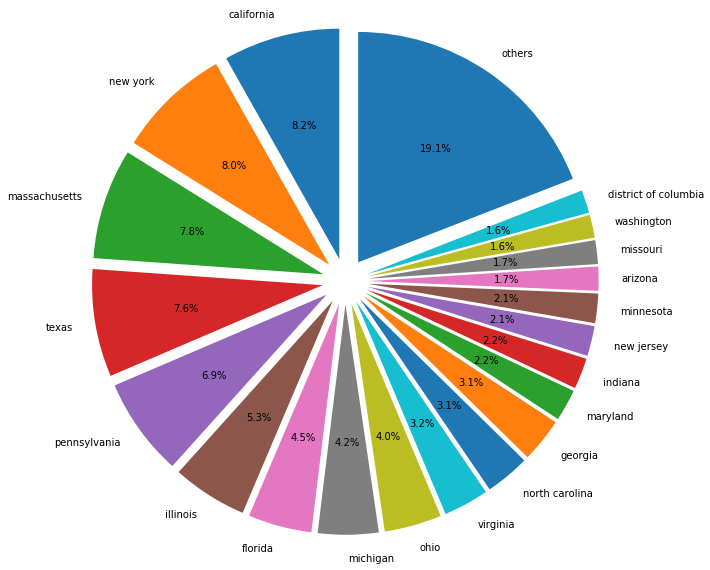 california
others
new york
8.2%
19.1%
8.0%
massachusetts
7.8%
district of columbia
washington
1.6%
missouri
1.6%
1.7%
arizona
1.7%
minnesota
2.1%
new jersey
2.1%
texas
7.6%
2.2%
indiana
2.2%
maryland
6.9%
3.1%
georgia
pennsylvania
5.3%
4.5%
4.2%
4.0%
3.2%
3.1%
north carolina
illinois
virginia
florida
michigan
ohio